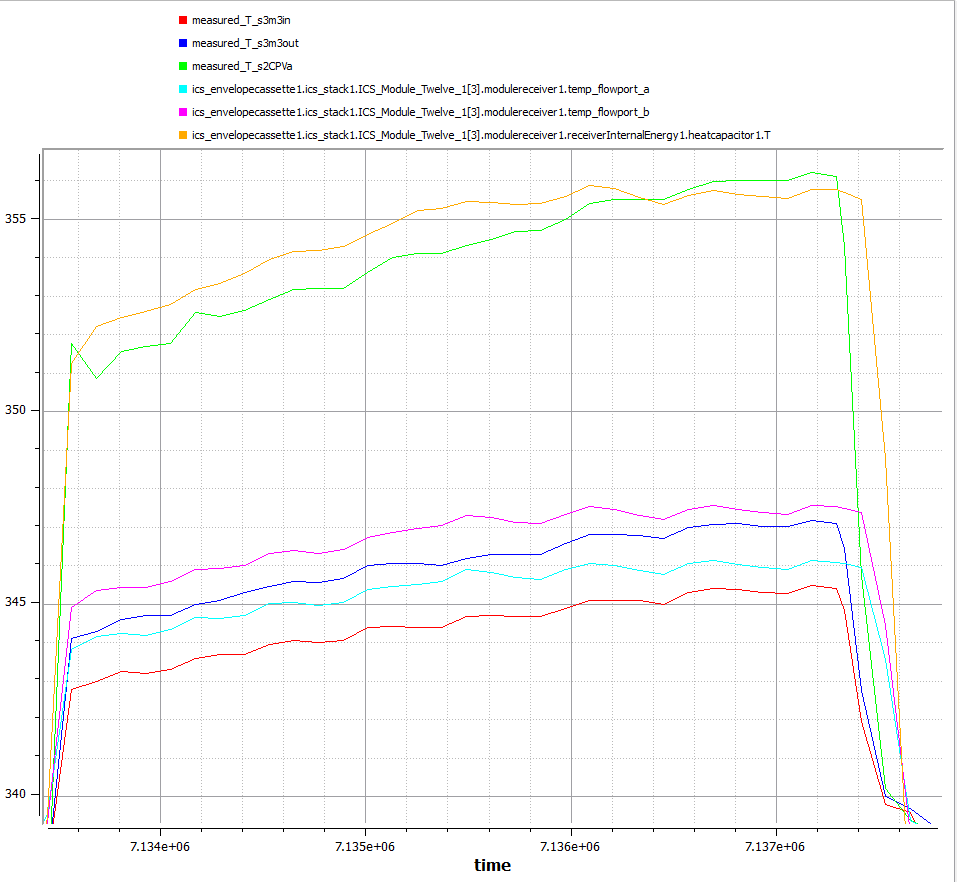 measured_T_s3m3in
measured_T_s3m3out
measured_T_s2CPVa
ics_envelopecassette1.ics_stack1.ICS_Module_Twelve_1[3].modulereceiver1.temp_flowport_a
ics_envelopecassette1.ics_stack1.ICS_Module_Twelve_1[3].modulereceiver1.temp_flowport_b
ics_envelopecassette1.ics_stack1.ICS_Module_Twelve_1[3].modulereceiver1.receiverInternalEnergy1.heatcapacitor1.T
355
350
345
340
7.134e+06 7.135e+06 7.136e+06 7.137e+06
time